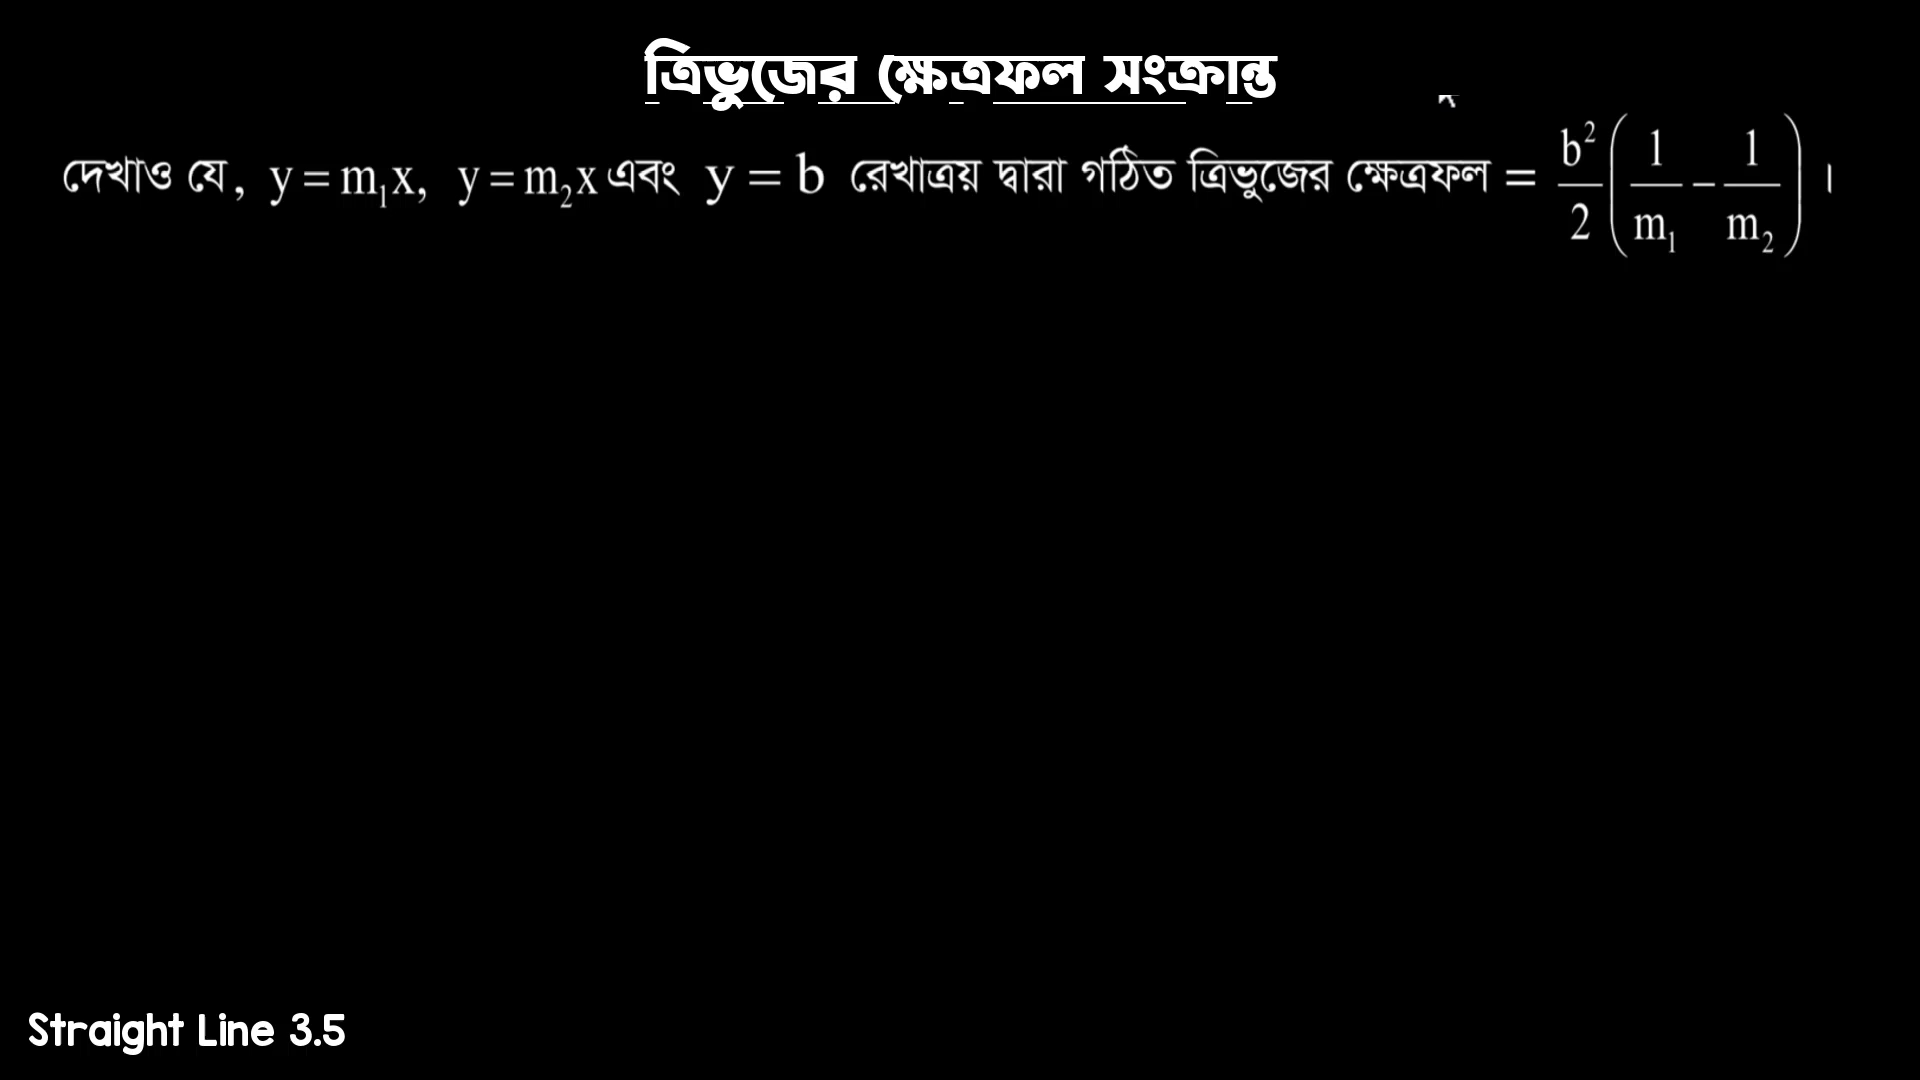 ত্রিভুজের ক্ষেত্রফল সংক্রান্ত
দেখাও যে, y = m₁x, y = m₂x এবং y = b রেখাত্রয় দ্বারা গঠিত ত্রিভুজের ক্ষেত্রফল = b²/2 (1/m₁ − 1/m₂) ।
Straight Line 3.5